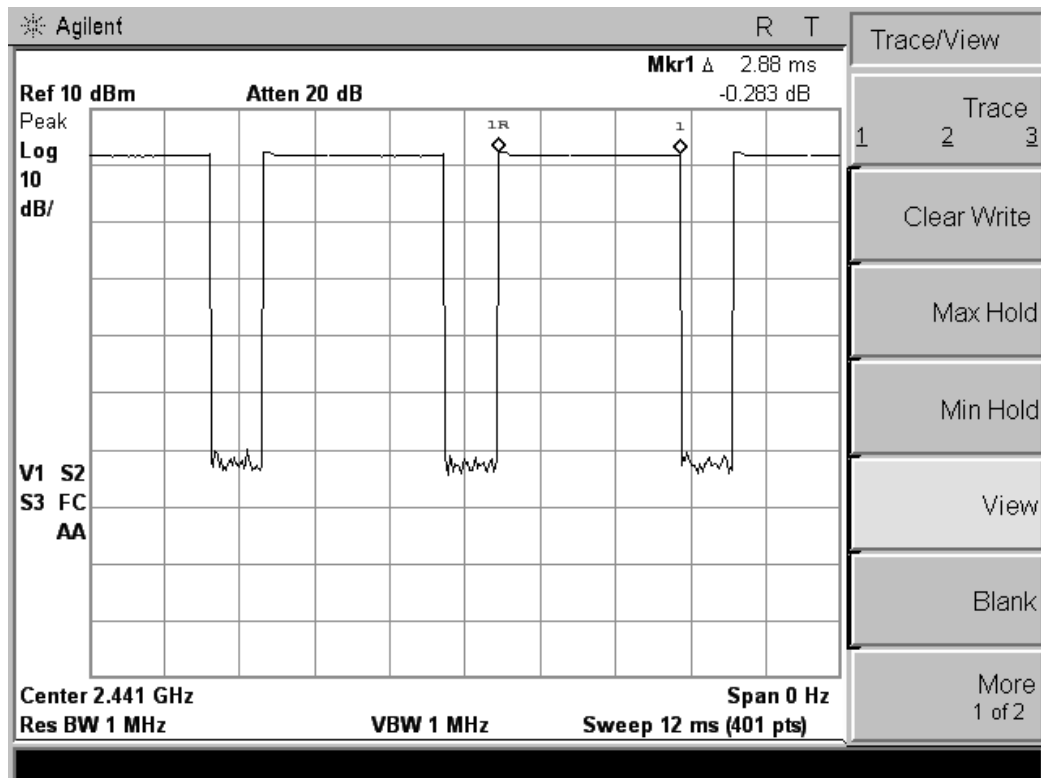 Agilent R T
Mkr1 Δ 2.88 ms
Ref 10 dBm Atten 20 dB -0.283 dB
Peak
Log
10
dB/
1R
1
V1 S2
S3 FC
AA
Center 2.441 GHz Span 0 Hz
Res BW 1 MHz VBW 1 MHz Sweep 12 ms (401 pts)
Trace/View
Trace
1 2 3
Clear Write
Max Hold
Min Hold
View
Blank
More
1 of 2